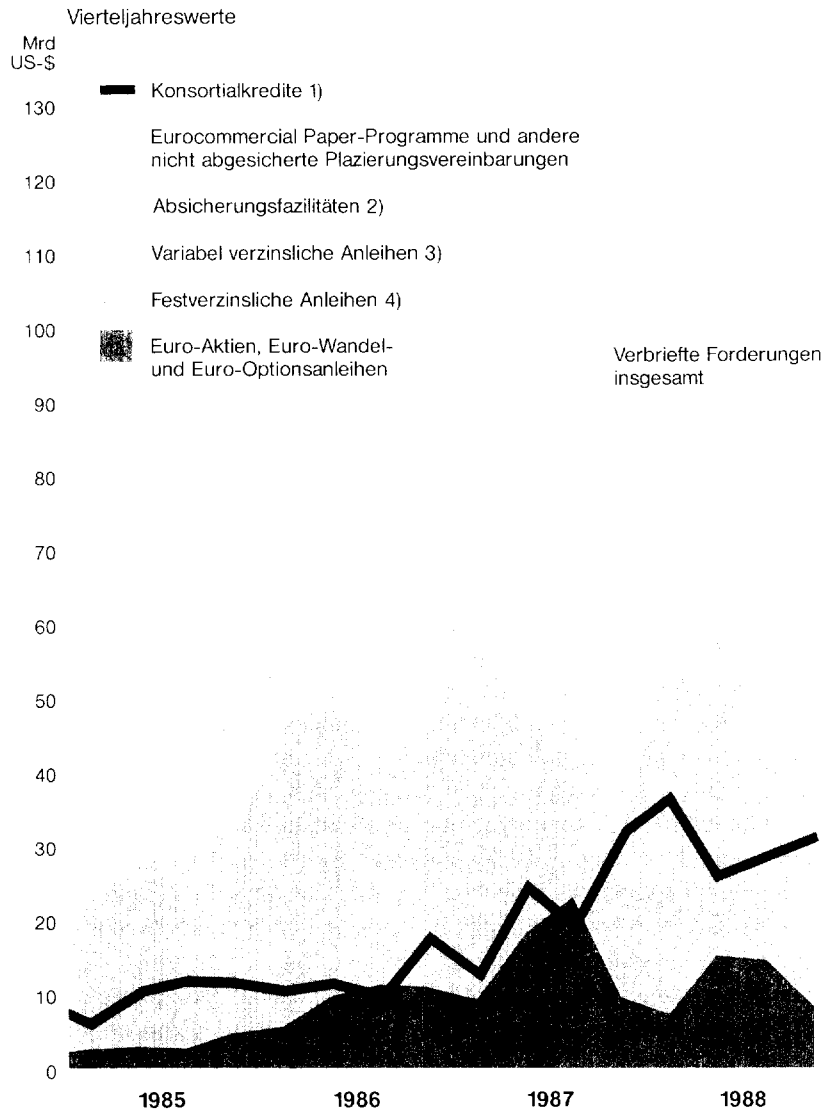 Vierteljahreswerte
Mrd
US-$
Konsortialkredite 1)
130
Eurocommercial Paper-Programme und andere
nicht abgesicherte Plazierungsvereinbarungen
120
Absicherungsfazilitäten 2)
110
Variabel verzinsliche Anleihen 3)
Festverzinsliche Anleihen 4)
100
Euro-Aktien, Euro-Wandel-
und Euro-Optionsanleihen
Verbriefte Forderungen
insgesamt
90
80
70
60
50
40
30
20
10
0
1985 1986 1987 1988